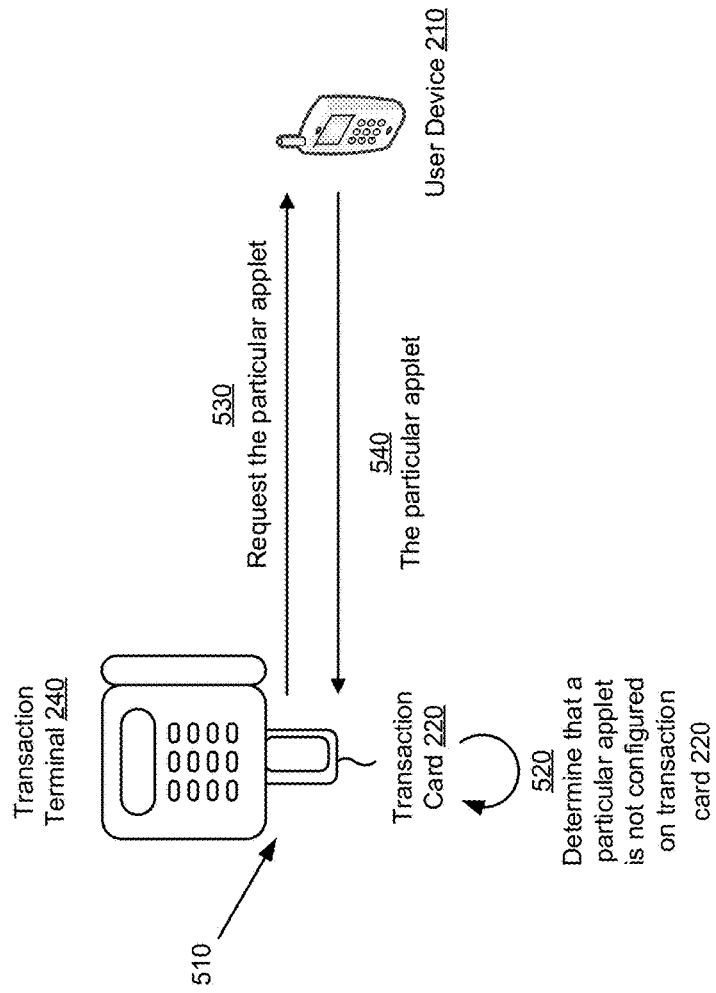 Transaction
Terminal 240
510
Transaction
Card 220
520
Determine that a
particular applet
is not configured
on transaction
card 220
530
Request the particular applet
540
The particular applet
User Device 210